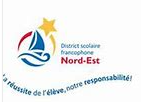 District scolaire
francophone
Nord-Est
La réussite de l'élève, notre responsabilité!